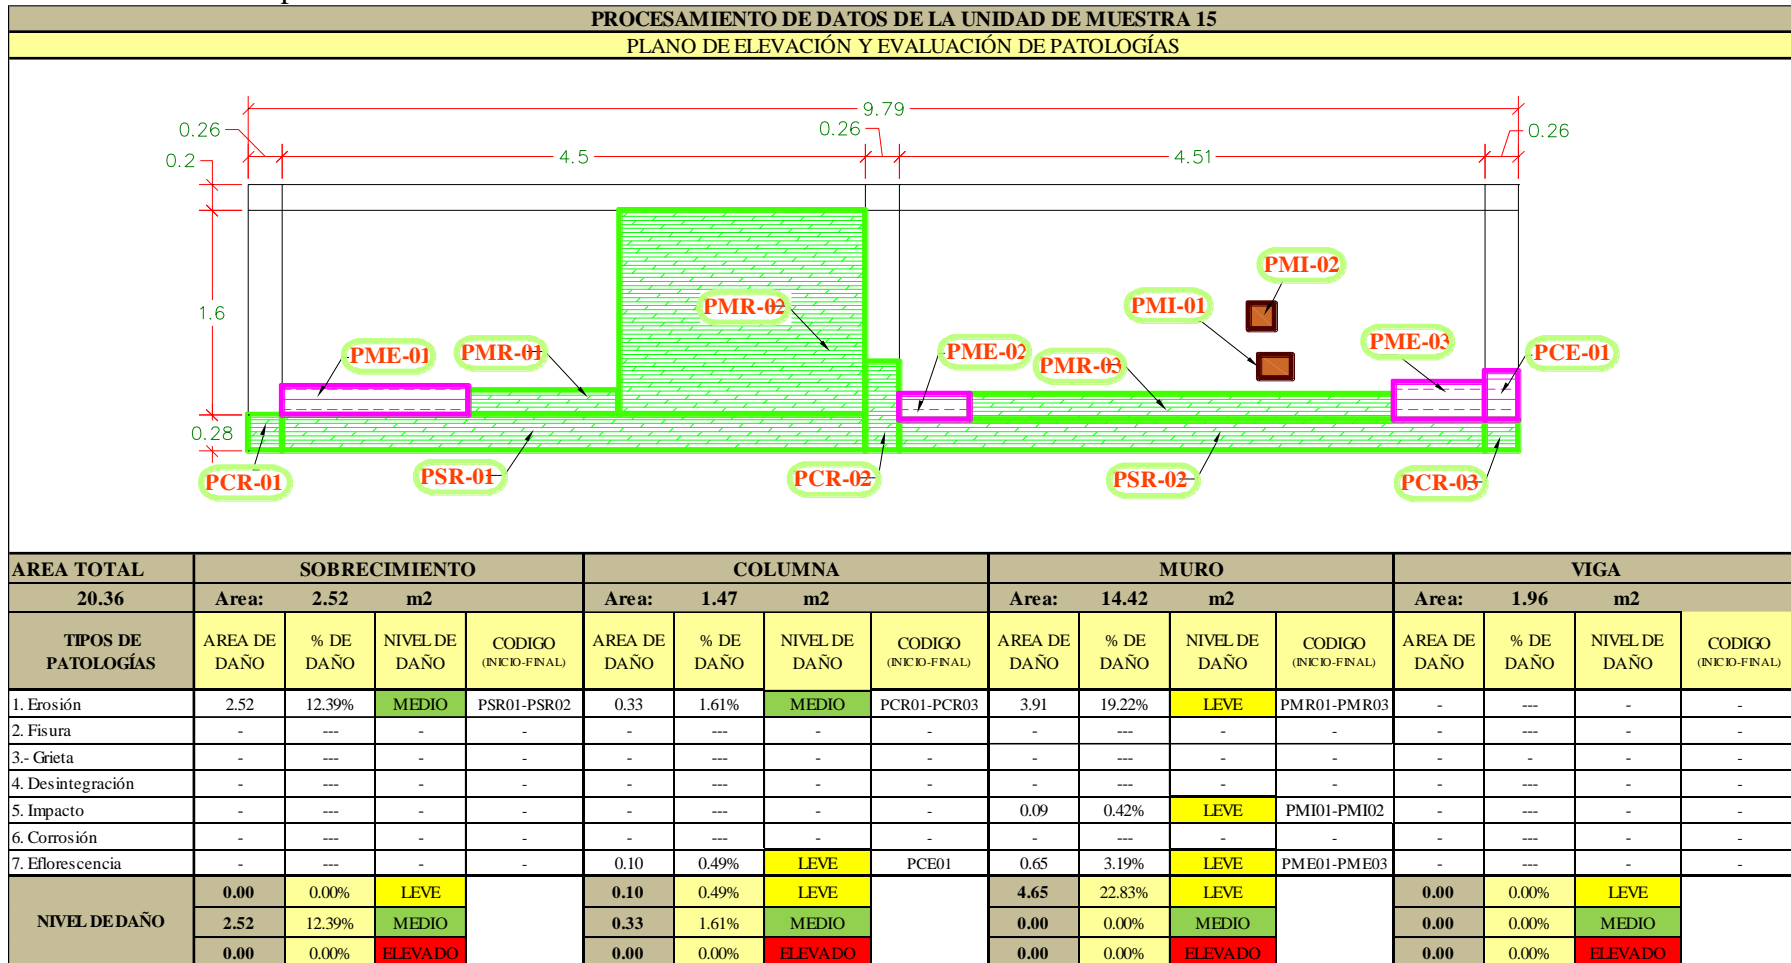 PROCESAMIENTO DE DATOS DE LA UNIDAD DE MUESTRA 15
PLANO DE ELEVACIÓN Y EVALUACIÓN DE PATOLOGÍAS
9.79
0.26 0.26 0.26
0.2 4.5 4.51
PMI-02
1.6 PMR-02 PMI-01
PME-01 PMR-01 PME-02 PMR-03 PME-03 PCE-01
0.28
PCR-01 PSR-01 PCR-02 PSR-02 PCR-03
AREA TOTAL SOBRECIMIENTO COLUMNA MURO VIGA
20.36 Area: 2.52 m2 Area: 1.47 m2 Area: 14.42 m2 Area: 1.96 m2
TIPOS DE PATOLOGÍAS AREA DE DAÑO % DE DAÑO NIVEL DE DAÑO CODIGO (INICIO-FINAL) AREA DE DAÑO % DE DAÑO NIVEL DE DAÑO CODIGO (INICIO-FINAL) AREA DE DAÑO % DE DAÑO NIVEL DE DAÑO CODIGO (INICIO-FINAL) AREA DE DAÑO % DE DAÑO NIVEL DE DAÑO CODIGO (INICIO-FINAL)
1. Erosión 2.52 12.39% MEDIO PSR01-PSR02 0.33 1.61% MEDIO PCR01-PCR03 3.91 19.22% LEVE PMR01-PMR03 - --- - -
2. Fisura - --- - - - --- - - - --- - - - --- - -
3.- Grieta - --- - - - --- - - - --- - - - --- - -
4. Desintegración - --- - - - --- - - - --- - - - --- - -
5. Impacto - --- - - - --- - - 0.09 0.42% LEVE PMI01-PMI02 - --- - -
6. Corrosión - --- - - - --- - - - --- - - - --- - -
7. Eflorescencia - --- - - 0.10 0.49% LEVE PCE01 0.65 3.19% LEVE PME01-PME03 - --- - -
NIVEL DE DAÑO 0.00 0.00% LEVE 0.10 0.49% LEVE 4.65 22.83% LEVE 0.00 0.00% LEVE
2.52 12.39% MEDIO 0.33 1.61% MEDIO 0.00 0.00% MEDIO 0.00 0.00% MEDIO
0.00 0.00% ELEVADO 0.00 0.00% ELEVADO 0.00 0.00% ELEVADO 0.00 0.00% ELEVADO